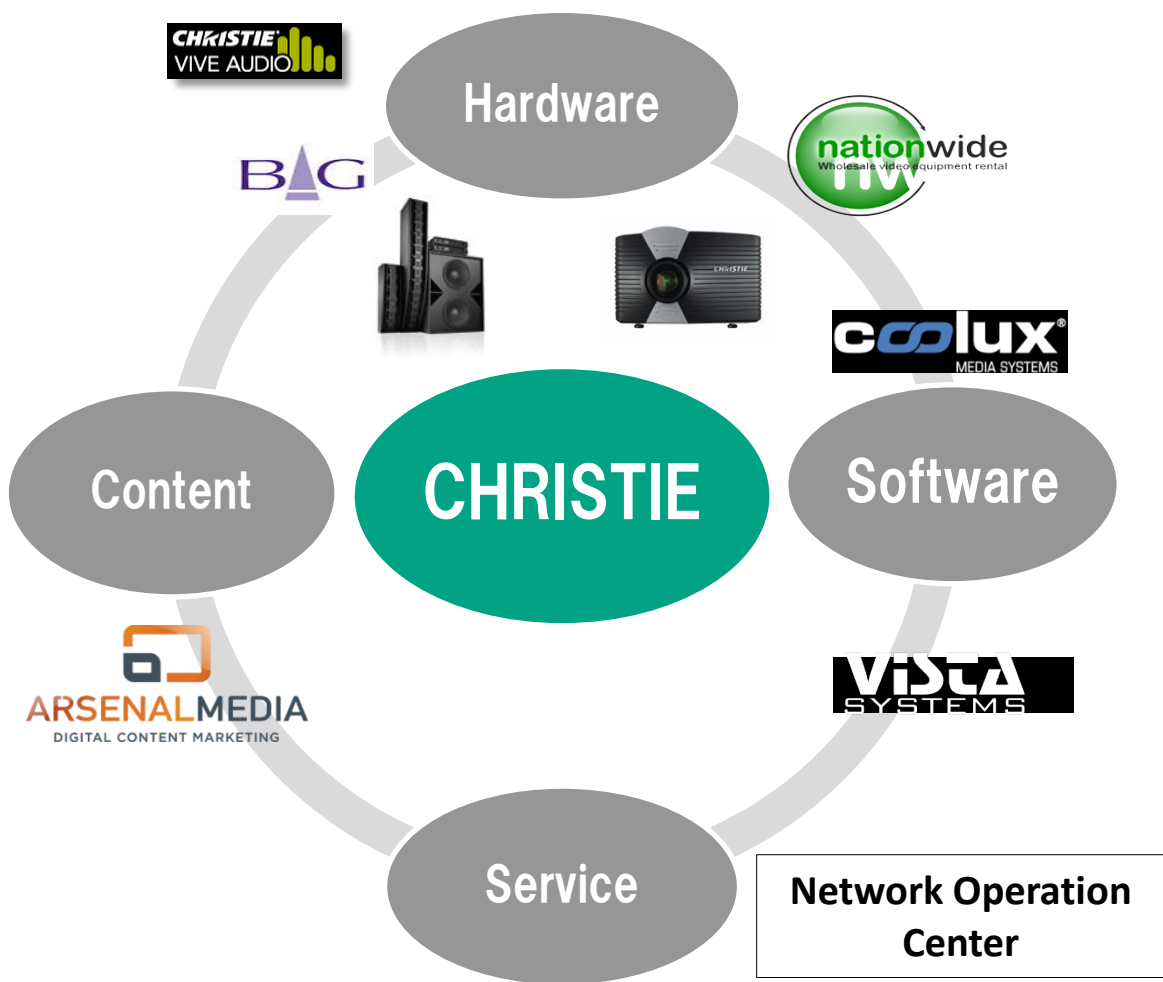 CHRISTIE
VIVE AUDIO
Hardware
BAG
nationwide
nw
Wholesale video equipment rental
CHRISTIE
coolux®
MEDIA SYSTEMS
Content
CHRISTIE
Software
ARSENALMEDIA
DIGITAL CONTENT MARKETING
ViSTA
SYSTEMS
Service
Network Operation
Center